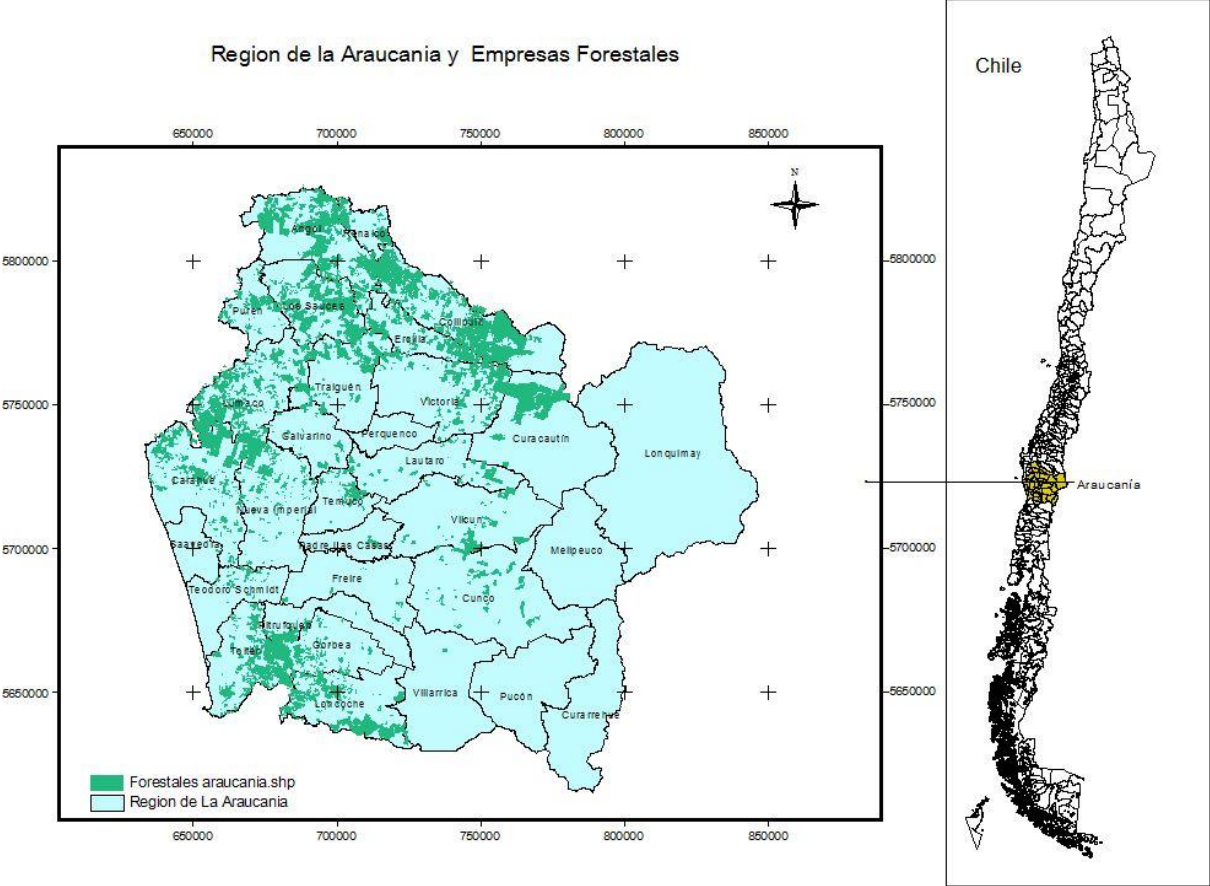 Region de la Araucania y Empresas Forestales
Chile
650000 700000 750000 800000 850000
N
Angol
Renaico
5800000 5800000
Puren
Los Sauces
Collipulli
Ercilla
Traiguén
5750000 5750000
Lumaco
Victoria
Galvarino
Perquenco
Curacautín
Lautaro
Lonquimay
Carahue
Araucanía
Temuco
Nueva Imperial
Vilcun
5700000 5700000
Saavedra
Padre las Casas
Melipeuco
Freire
Teodoro Schmidt
Cunco
Pitrufquen
Gorbea
Tolten
5650000 5650000
Villarrica
Pucón
Loncoche
Curarrehue
Forestales araucania.shp
Region de La Araucania
650000 700000 750000 800000 850000